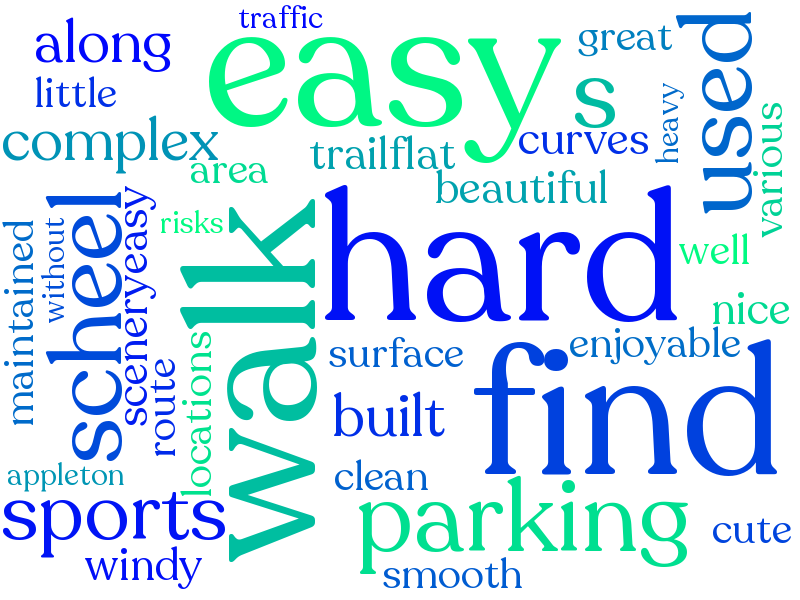 traffic
along
easy
great
used
little
s
heavy
complex
trailflat
curves
various
area
beautiful
scheel
sceneryeasy
walk
hard
risks
without
maintained
well
nice
locations
surface
enjoyable
route
find
built
appleton
clean
sports
parking
cute
windy
smooth